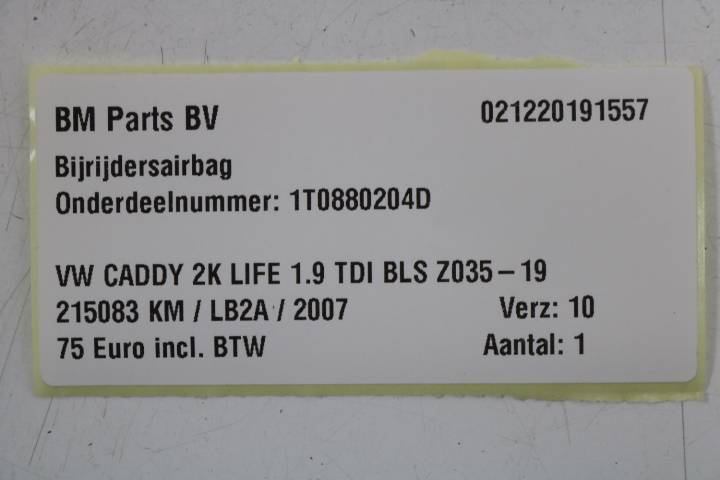 BM Parts BV 021220191557
Bijrijdersairbag
Onderdeelnummer: 1T0880204D
VW CADDY 2K LIFE 1.9 TDI BLS Z035-19
215083 KM / LB2A / 2007 Verz: 10
75 Euro incl. BTW Aantal: 1